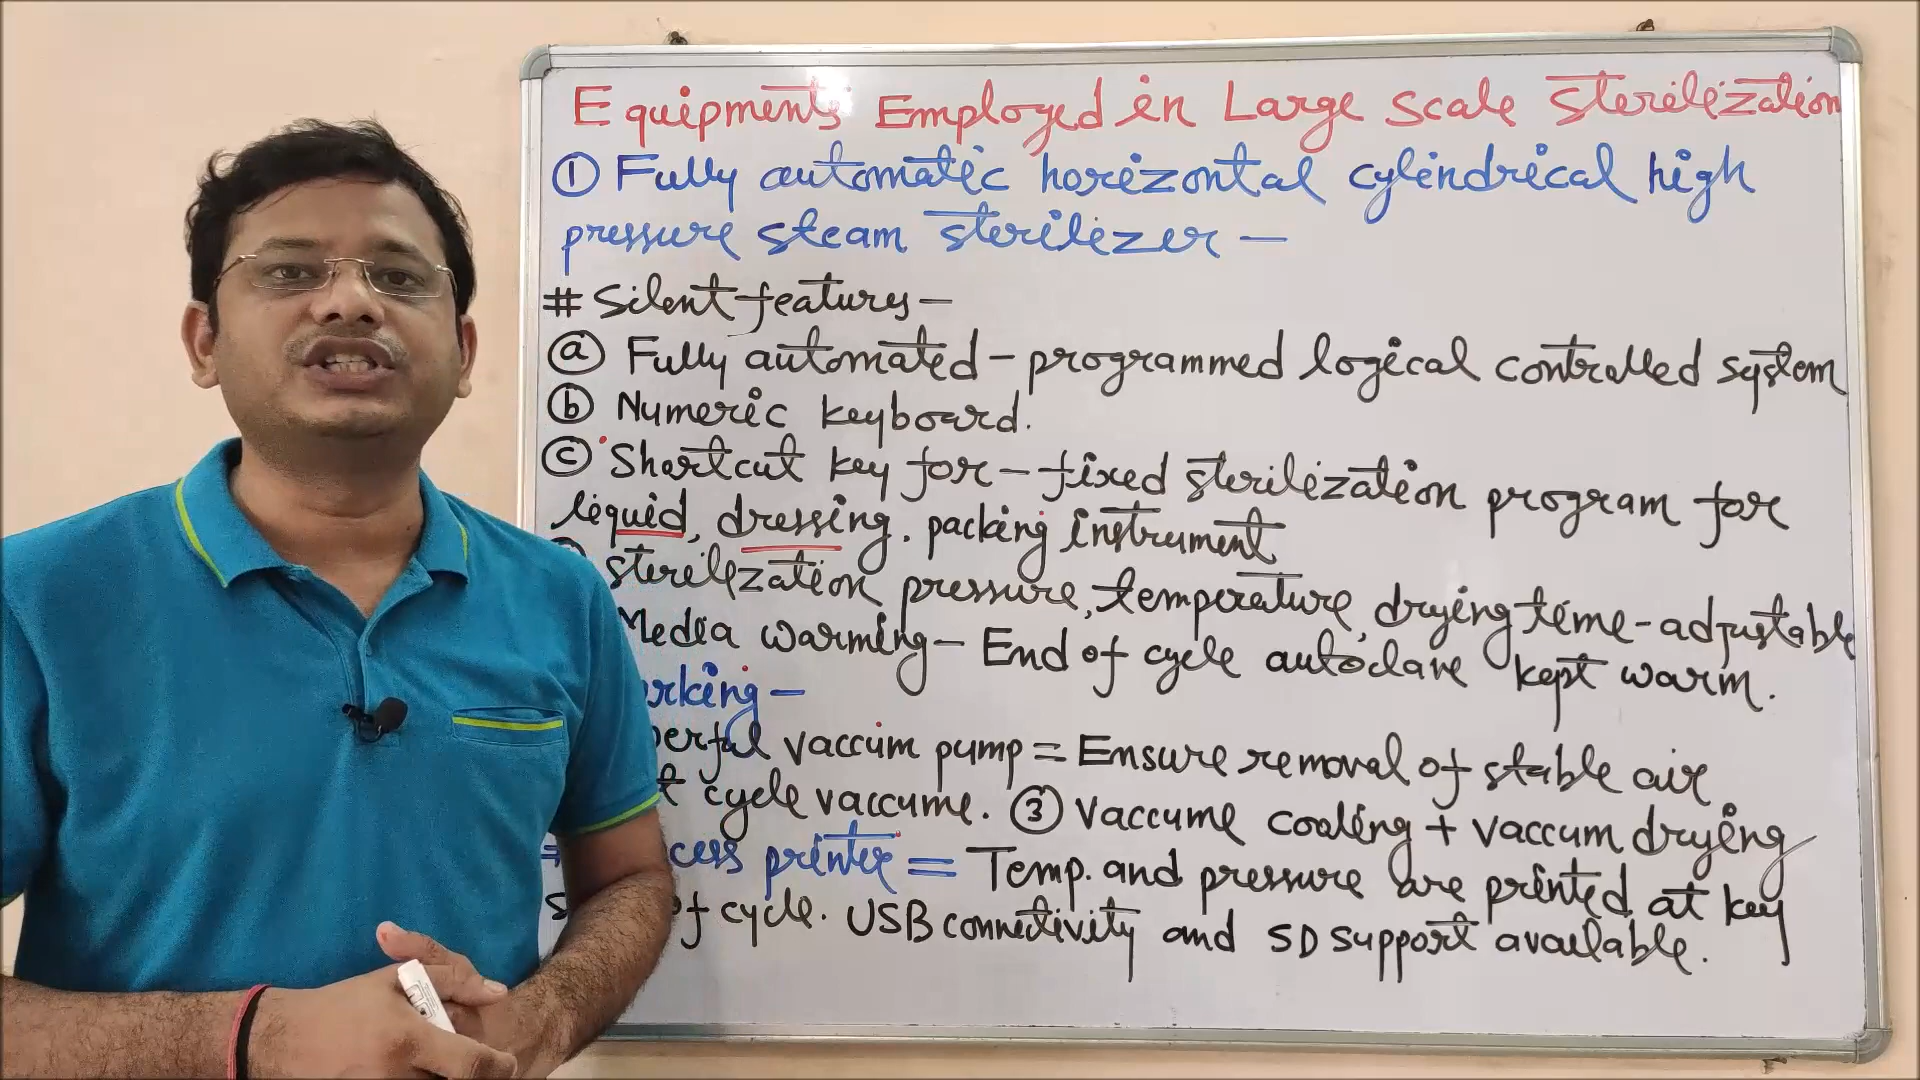 Equipments Employed in Large Scale Sterilization
① Fully automatic horizontal cylindrical high
pressure steam sterilizer –
# Silent features –
ⓐ Fully automated – programmed logical controlled system
ⓑ Numeric keyboard.
ⓒ Shortcut key for – fixed sterilization program for
liquid, dressing. packing instrument
sterilization pressure, temperature, drying time – adjustable
Media warming – End of cycle autoclave kept warm.
rking –
erful vaccum pump = Ensure removal of stable air
cycle vaccume. ③ Vaccume cooling + vaccum drying
cess printer = Temp. and pressure are printed at key
of cycle. USB connectivity and SD support available.